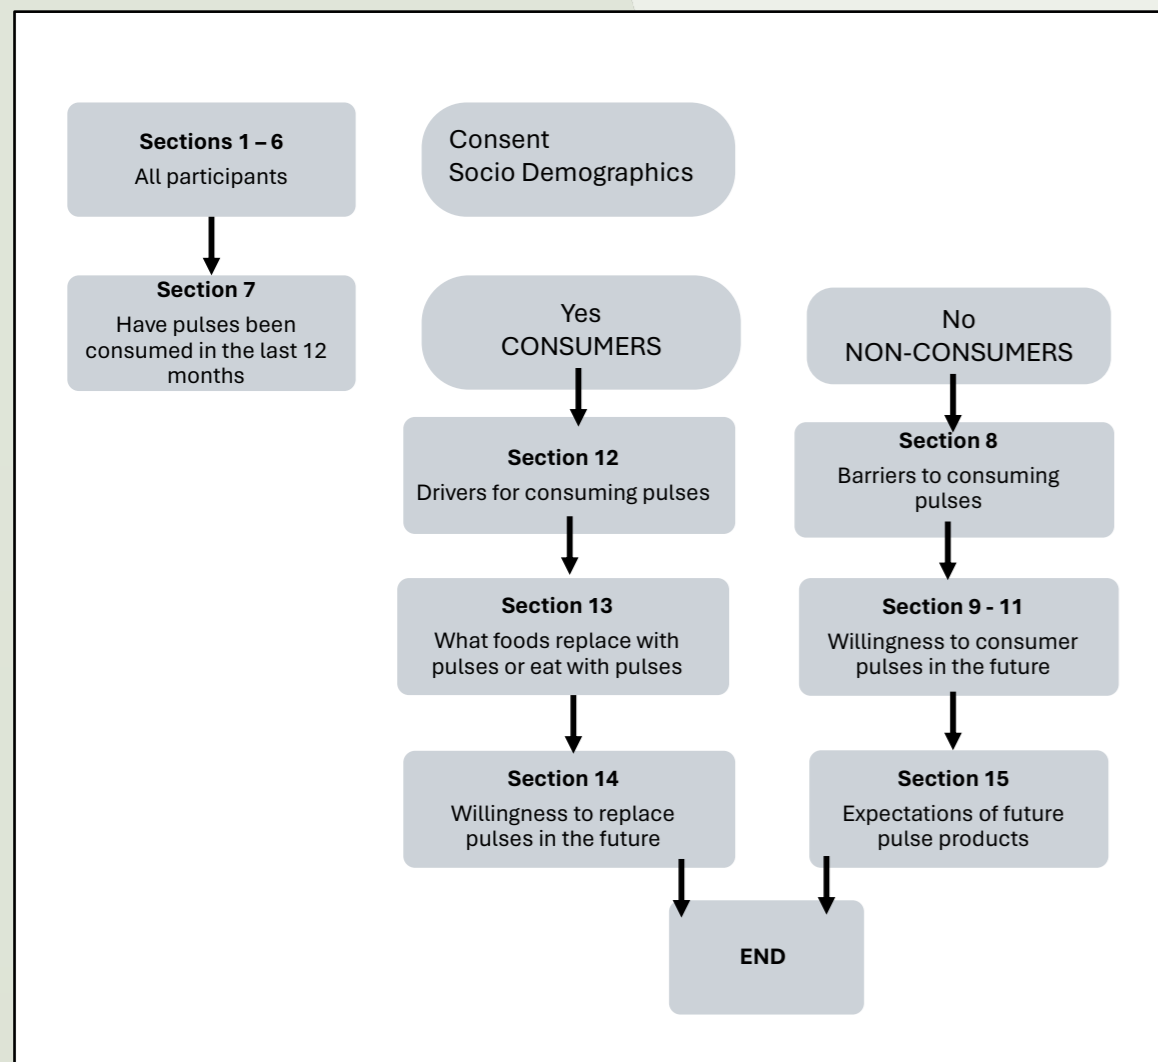 Sections 1 – 6
All participants
Consent
Socio Demographics
Section 7
Have pulses been
consumed in the last 12
months
Yes
CONSUMERS
No
NON-CONSUMERS
Section 12
Drivers for consuming pulses
Section 8
Barriers to consuming
pulses
Section 13
What foods replace with
pulses or eat with pulses
Section 9 - 11
Willingness to consumer
pulses in the future
Section 14
Willingness to replace
pulses in the future
Section 15
Expectations of future
pulse products
END